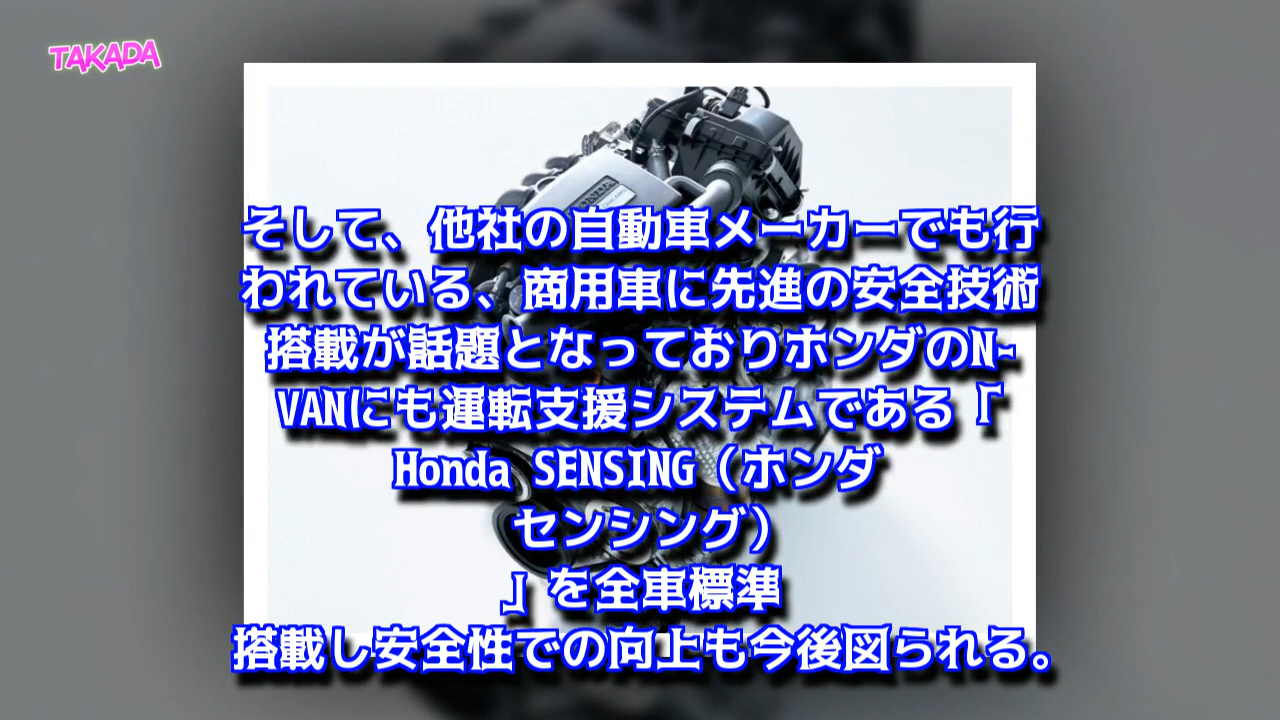 TAKADA
HONDA
そして、他社の自動車メーカーでも行
われている、商用車に先進の安全技術
搭載が話題となっておりホンダのN-
VANにも運転支援システムである「
Honda SENSING（ホンダ
センシング）
」を全車標準
搭載し安全性での向上も今後図られる。